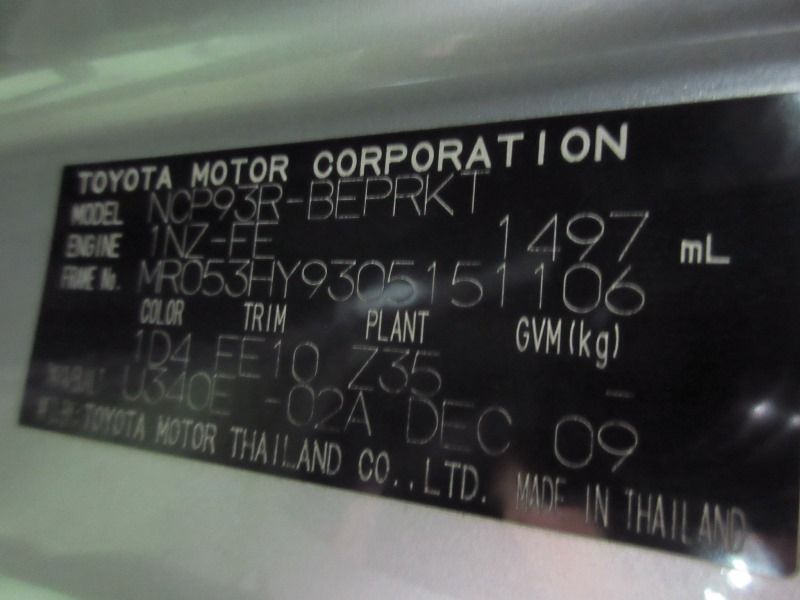 TOYOTA MOTOR CORPORATION
MODEL NCP93R-BEPRKT
ENGINE 1NZ-FE 1497 mL
FRAME No. MR053HY9305151106
COLOR TRIM PLANT GVM(kg)
1D4 FE10 Z35 -
U340E -02A DEC 09
TOYOTA MOTOR THAILAND CO.,LTD. MADE IN THAILAND